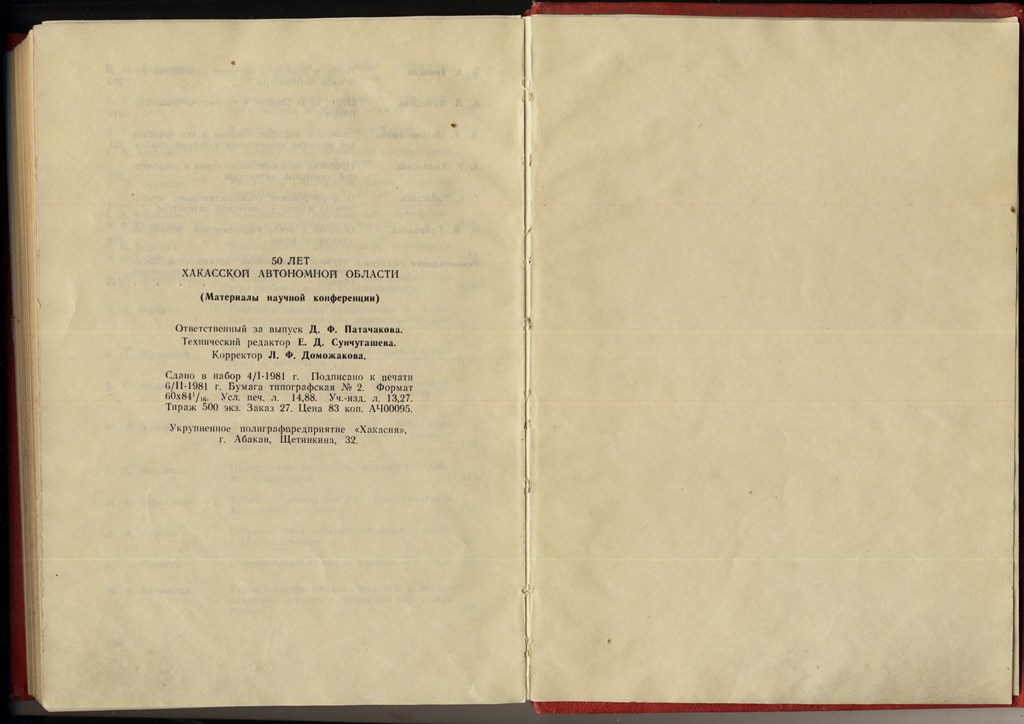 50 ЛЕТ
ХАКАССКОЙ АВТОНОМНОЙ ОБЛАСТИ
(Материалы научной конференции)
Ответственный за выпуск Д. Ф. Патачакова.
Технический редактор Е. Д. Сунчугашева.
Корректор Л. Ф. Доможакова.
Сдано в набор 4/I-1981 г. Подписано к печати
6/II-1981 г. Бумага типографская № 2. Формат
60х84¹/₁₆. Усл. печ. л. 14,88. Уч.-изд. л. 13,27.
Тираж 500 экз. Заказ 27. Цена 83 коп. АЧ00095.
Укрупненное полиграфпредприятие «Хакасия»,
г. Абакан, Щетинкина, 32.